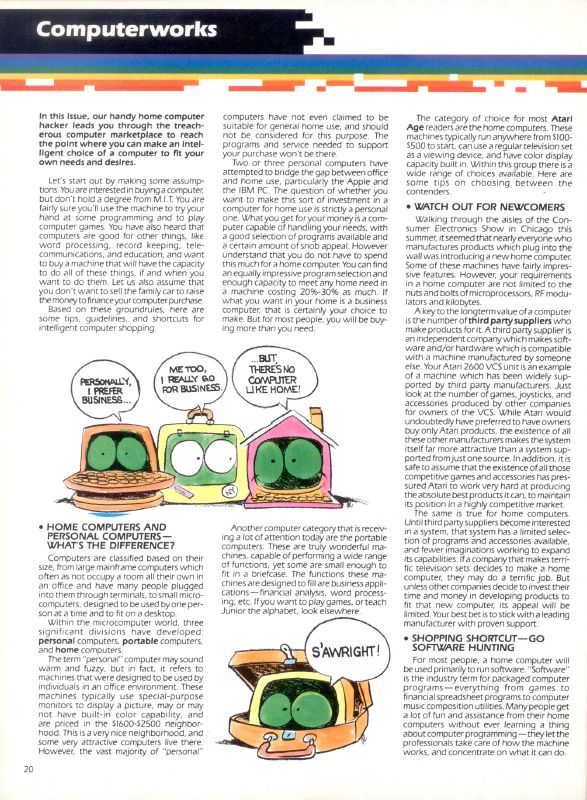 Computerworks
In this issue, our handy home computer
hacker leads you through the treach-
erous computer marketplace to reach
the point where you can make an intel-
ligent choice of a computer to fit your
own needs and desires.
Let's start out by making some assump-
tions. You are interested in buying a computer,
but don't hold a degree from M.I.T. You are
fairly sure you'll use the machine to try your
hand at some programming and to play
computer games. You have also heard that
computers are good for other things, like
word processing, record keeping, tele-
communications, and education, and want
to buy a machine that will have the capacity
to do all of these things, if and when you
want to do them. Let us also assume that
you don't want to sell the family car to raise
the money to finance your computer purchase.
Based on these groundrules, here are
some tips, guidelines, and shortcuts for
intelligent computer shopping.
computers have not even claimed to be
suitable for general home use, and should
not be considered for this purpose. The
programs and service needed to support
your purchase won't be there.
Two or three personal computers have
attempted to bridge the gap between office
and home use, particularly the Apple and
the IBM PC. The question of whether you
want to make this sort of investment in a
computer for home use is strictly a personal
one. What you get for your money is a com-
puter capable of handling your needs, with
a good selection of programs available and
a certain amount of snob appeal. However
understand that you do not have to spend
this much for a home computer. You can find
an equally impressive program selection and
enough capacity to meet any home need in
a machine costing 20%-30% as much. If
what you want in your home is a business
computer, that is certainly your choice to
make. But for most people, you will be buy-
ing more than you need.
PERSONALLY,
I PREFER
BUSINESS...
ME TOO,
I REALLY GO
FOR BUSINESS.
...BUT,
THERE'S NO
COMPUTER
LIKE HOME!
NY
• HOME COMPUTERS AND
PERSONAL COMPUTERS—
WHAT'S THE DIFFERENCE?
Computers are classified based on their
size, from large mainframe computers which
often as not occupy a room all their own in
an office and have many people plugged
into them through terminals, to small micro-
computers, designed to be used by one per-
son at a time and to fit on a desktop.
Within the microcomputer world, three
significant divisions have developed:
personal computers, portable computers,
and home computers.
The term "personal" computer may sound
warm and fuzzy, but in fact, it refers to
machines that were designed to be used by
individuals in an office environment. These
machines typically use special-purpose
monitors to display a picture, may or may
not have built-in color capability, and
are priced in the $1600-$2500 neighbor-
hood. This is a very nice neighborhood, and
some very attractive computers live there.
However, the vast majority of "personal"
Another computer category that is receiv-
ing a lot of attention today are the portable
computers. These are truly wonderful ma-
chines, capable of performing a wide range
of functions, yet some are small enough to
fit in a briefcase. The functions these ma-
chines are designed to fill are business appli-
cations—financial analysis, word process-
ing, etc. If you want to play games, or teach
Junior the alphabet, look elsewhere.
S'AWRIGHT!
The category of choice for most Atari
Age readers are the home computers. These
machines typically run anywhere from $100-
$500 to start, can use a regular television set
as a viewing device, and have color display
capacity built in. Within this group there is a
wide range of choices available. Here are
some tips on choosing between the
contenders.
• WATCH OUT FOR NEWCOMERS
Walking through the aisles of the Con-
sumer Electronics Show in Chicago this
summer, it seemed that nearly everyone who
manufactures products which plug into the
wall was introducing a new home computer.
Some of these machines have fairly impres-
sive features. However, your requirements
in a home computer are not limited to the
nuts and bolts of microprocessors, RF modu-
lators and kilobytes.
A key to the longterm value of a computer
is the number of third party suppliers who
make products for it. A third party supplier is
an independent company which makes soft-
ware and/or hardware which is compatible
with a machine manufactured by someone
else. Your Atari 2600 VCS unit is an example
of a machine which has been widely sup-
ported by third party manufacturers. Just
look at the number of games, joysticks, and
accessories produced by other companies
for owners of the VCS. While Atari would
undoubtedly have preferred to have owners
buy only Atari products, the existence of all
these other manufacturers makes the system
itself far more attractive than a system sup-
ported from just one source. In addition, it is
safe to assume that the existence of all those
competitive games and accessories has pres-
sured Atari to work very hard at producing
the absolute best products it can, to maintain
its position in a highly competitive market.
The same is true for home computers.
Until third party suppliers become interested
in a system, that system has a limited selec-
tion of programs and accessories available,
and fewer imaginations working to expand
its capabilities. If a company that makes terri-
fic television sets decides to make a home
computer, they may do a terrific job. But
unless other companies decide to invest their
time and money in developing products to
fit that new computer, its appeal will be
limited. Your best bet is to stick with a leading
manufacturer with proven support.
• SHOPPING SHORTCUT—GO
SOFTWARE HUNTING
For most people, a home computer will
be used primarily to run software. "Software"
is the industry term for packaged computer
programs—everything from games to
financial spreadsheet programs to computer
music composition utilities. Many people get
a lot of fun and assistance from their home
computers without ever learning a thing
about computer programming—they let the
professionals take care of how the machine
works, and concentrate on what it can do.
20